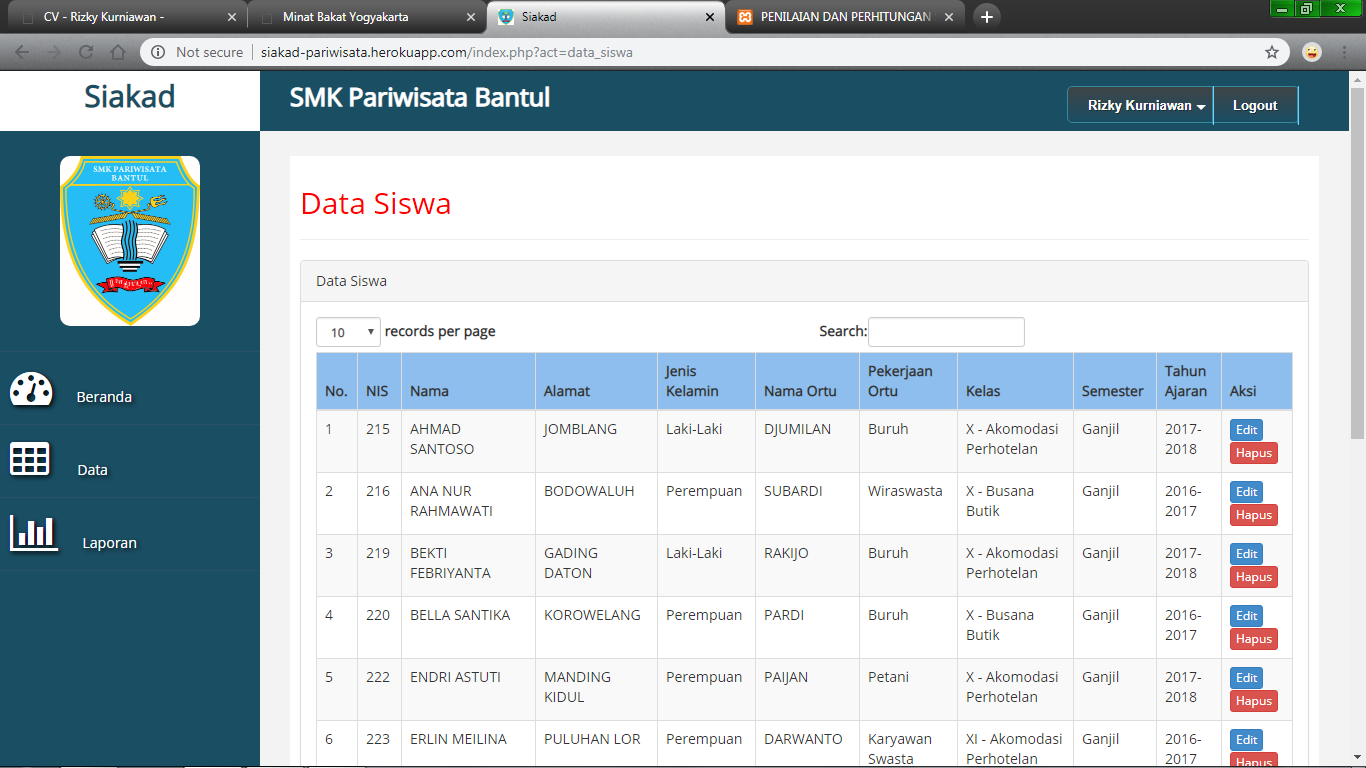 CV - Rizky Kurniawan -
Minat Bakat Yogyakarta
Siakad
PENILAIAN DAN PERHITUNGAN
Not secure
siakad-pariwisata.herokuapp.com/index.php?act=data_siswa
Siakad
SMK Pariwisata Bantul
Rizky Kurniawan
Logout
SMK PARIWISATA
BANTUL
Beranda
Data
Laporan
Data Siswa
Data Siswa
10 records per page
Search:
No. NIS Nama Alamat Jenis Kelamin Nama Ortu Pekerjaan Ortu Kelas Semester Tahun Ajaran Aksi
1 215 AHMAD SANTOSO JOMBLANG Laki-Laki DJUMILAN Buruh X - Akomodasi Perhotelan Ganjil 2017-2018 Edit Hapus
2 216 ANA NUR RAHMAWATI BODOWALUH Perempuan SUBARDI Wiraswasta X - Busana Butik Ganjil 2016-2017 Edit Hapus
3 219 BEKTI FEBRIYANTA GADING DATON Laki-Laki RAKIJO Buruh X - Akomodasi Perhotelan Ganjil 2017-2018 Edit Hapus
4 220 BELLA SANTIKA KOROWELANG Perempuan PARDI Buruh X - Busana Butik Ganjil 2016-2017 Edit Hapus
5 222 ENDRI ASTUTI MANDING KIDUL Perempuan PAIJAN Petani X - Akomodasi Perhotelan Ganjil 2017-2018 Edit Hapus
6 223 ERLIN MEILINA PULUHAN LOR Perempuan DARWANTO Karyawan Swasta XI - Akomodasi Perhotelan Ganjil 2016-2017 Edit Hapus